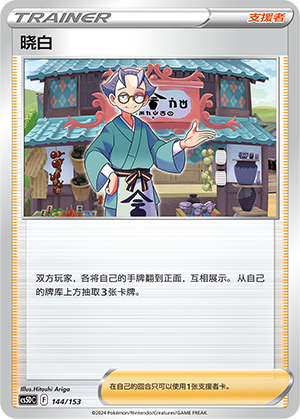 TRAINER 支援者
晓白
双方玩家，各将自己的手牌翻到正面，互相展示。从自己
的牌库上方抽取3张卡牌。
Illus.Hitoshi Ariga
CS5DC F 144/153
在自己的回合只可以使用1张支援者卡。
©2024 Pokémon/Nintendo/Creatures/GAME FREAK.